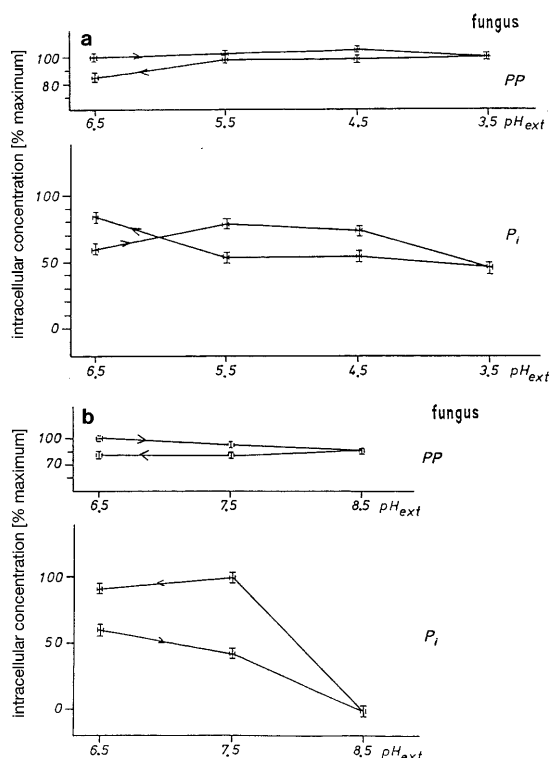 fungus
a
100
80
PP
6,5 5,5 4,5 3,5 pHext
100
50
0
Pi
6,5 5,5 4,5 3,5 pHext
intracellular concentration [% maximum]
b
fungus
100
70
PP
6,5 7,5 8,5 pHext
100
50
0
Pi
6,5 7,5 8,5 pHext
intracellular concentration [% maximum]